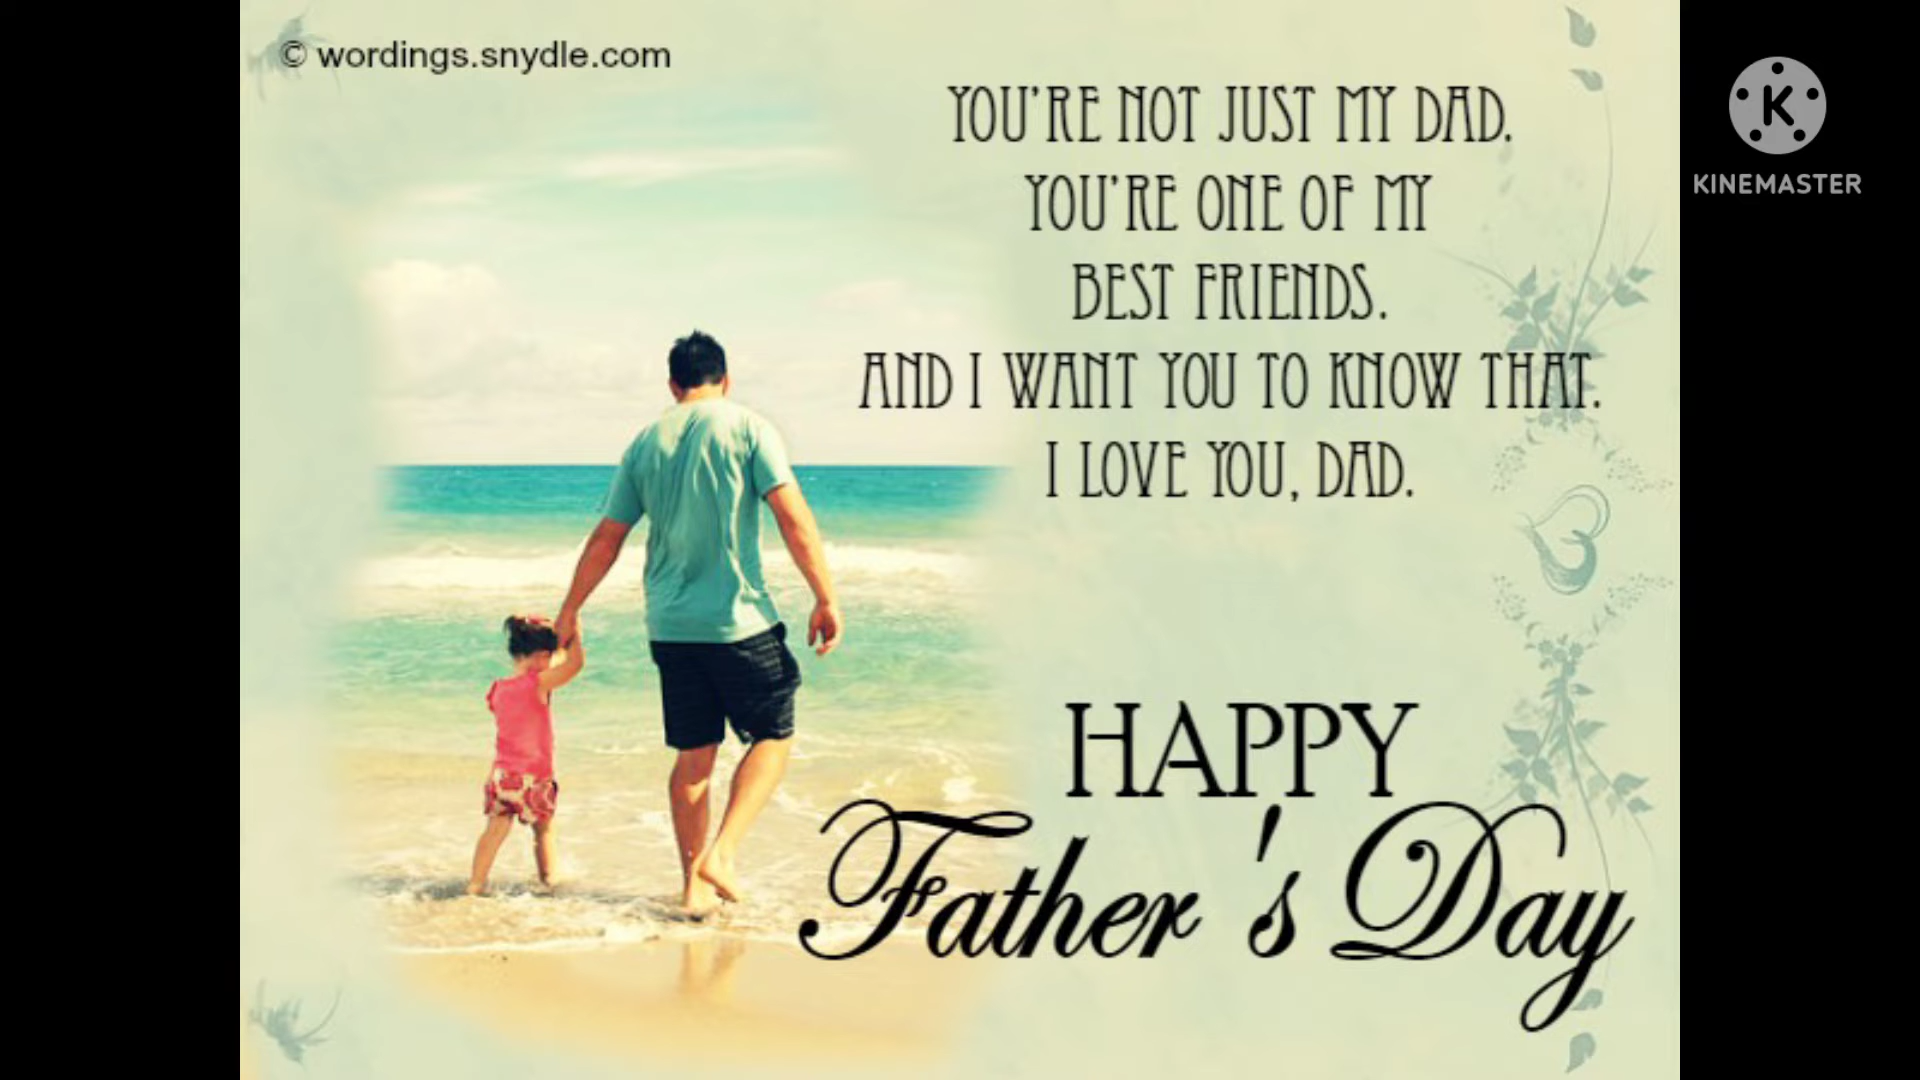 © wordings.snydle.com
YOU'RE NOT JUST MY DAD.
YOU'RE ONE OF MY
BEST FRIENDS.
AND I WANT YOU TO KNOW THAT.
I LOVE YOU, DAD.
HAPPY
Father's Day
K
KINEMASTER